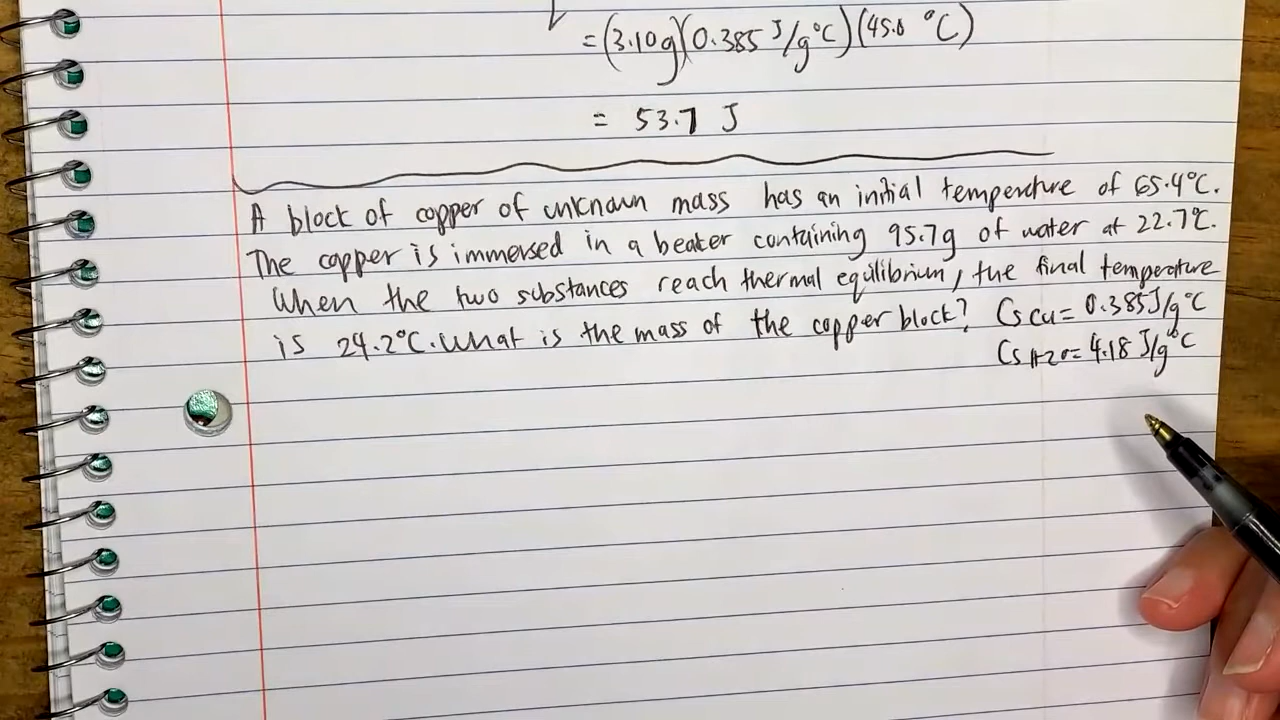 = (3.10g)(0.385 J/g°C)(45.0 °C)
= 53.7 J
A block of copper of unknown mass has an initial temperature of 65.4°C.
The copper is immersed in a beaker containing 95.7g of water at 22.7°C.
When the two substances reach thermal equilibrium, the final temperature
is 24.2°C. What is the mass of the copper block? Cs Cu = 0.385 J/g°C
Cs H2O = 4.18 J/g°C